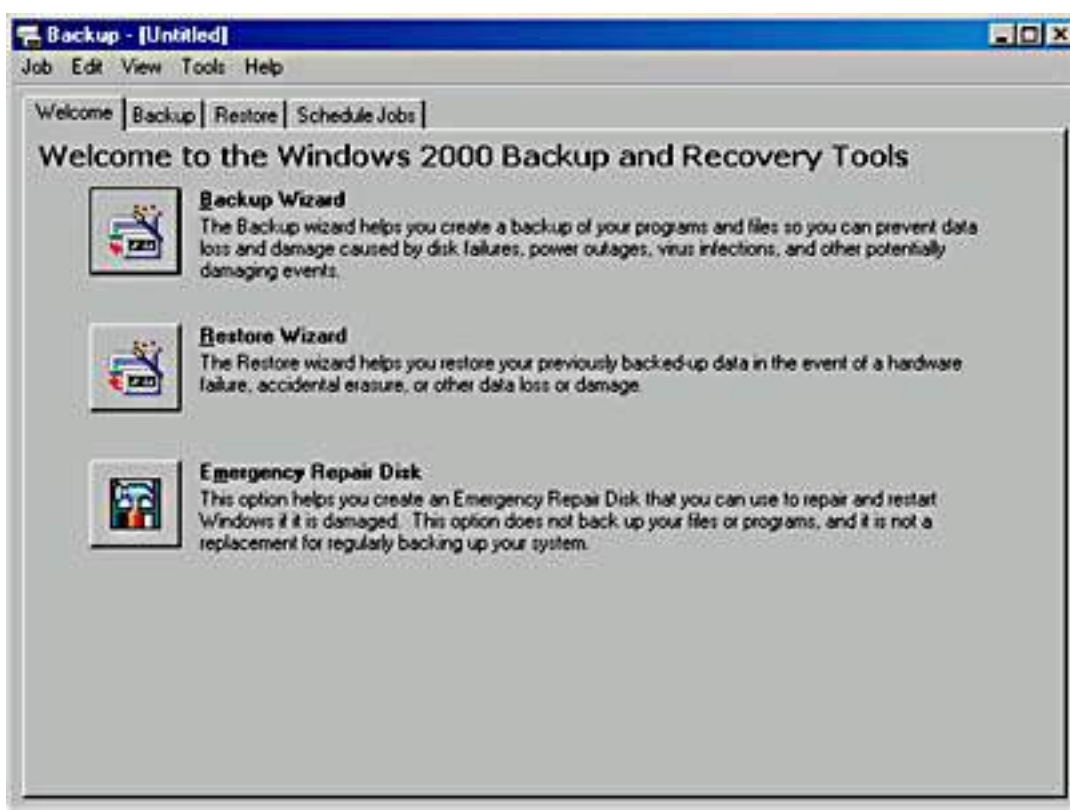 Backup - [Untitled]
Job Edit View Tools Help
Welcome Backup Restore Schedule Jobs
Welcome to the Windows 2000 Backup and Recovery Tools
Backup Wizard
The Backup wizard helps you create a backup of your programs and files so you can prevent data
loss and damage caused by disk failures, power outages, virus infections, and other potentially
damaging events.
Restore Wizard
The Restore wizard helps you restore your previously backed-up data in the event of a hardware
failure, accidental erasure, or other data loss or damage.
Emergency Repair Disk
This option helps you create an Emergency Repair Disk that you can use to repair and restart
Windows if it is damaged. This option does not back up your files or programs, and it is not a
replacement for regularly backing up your system.